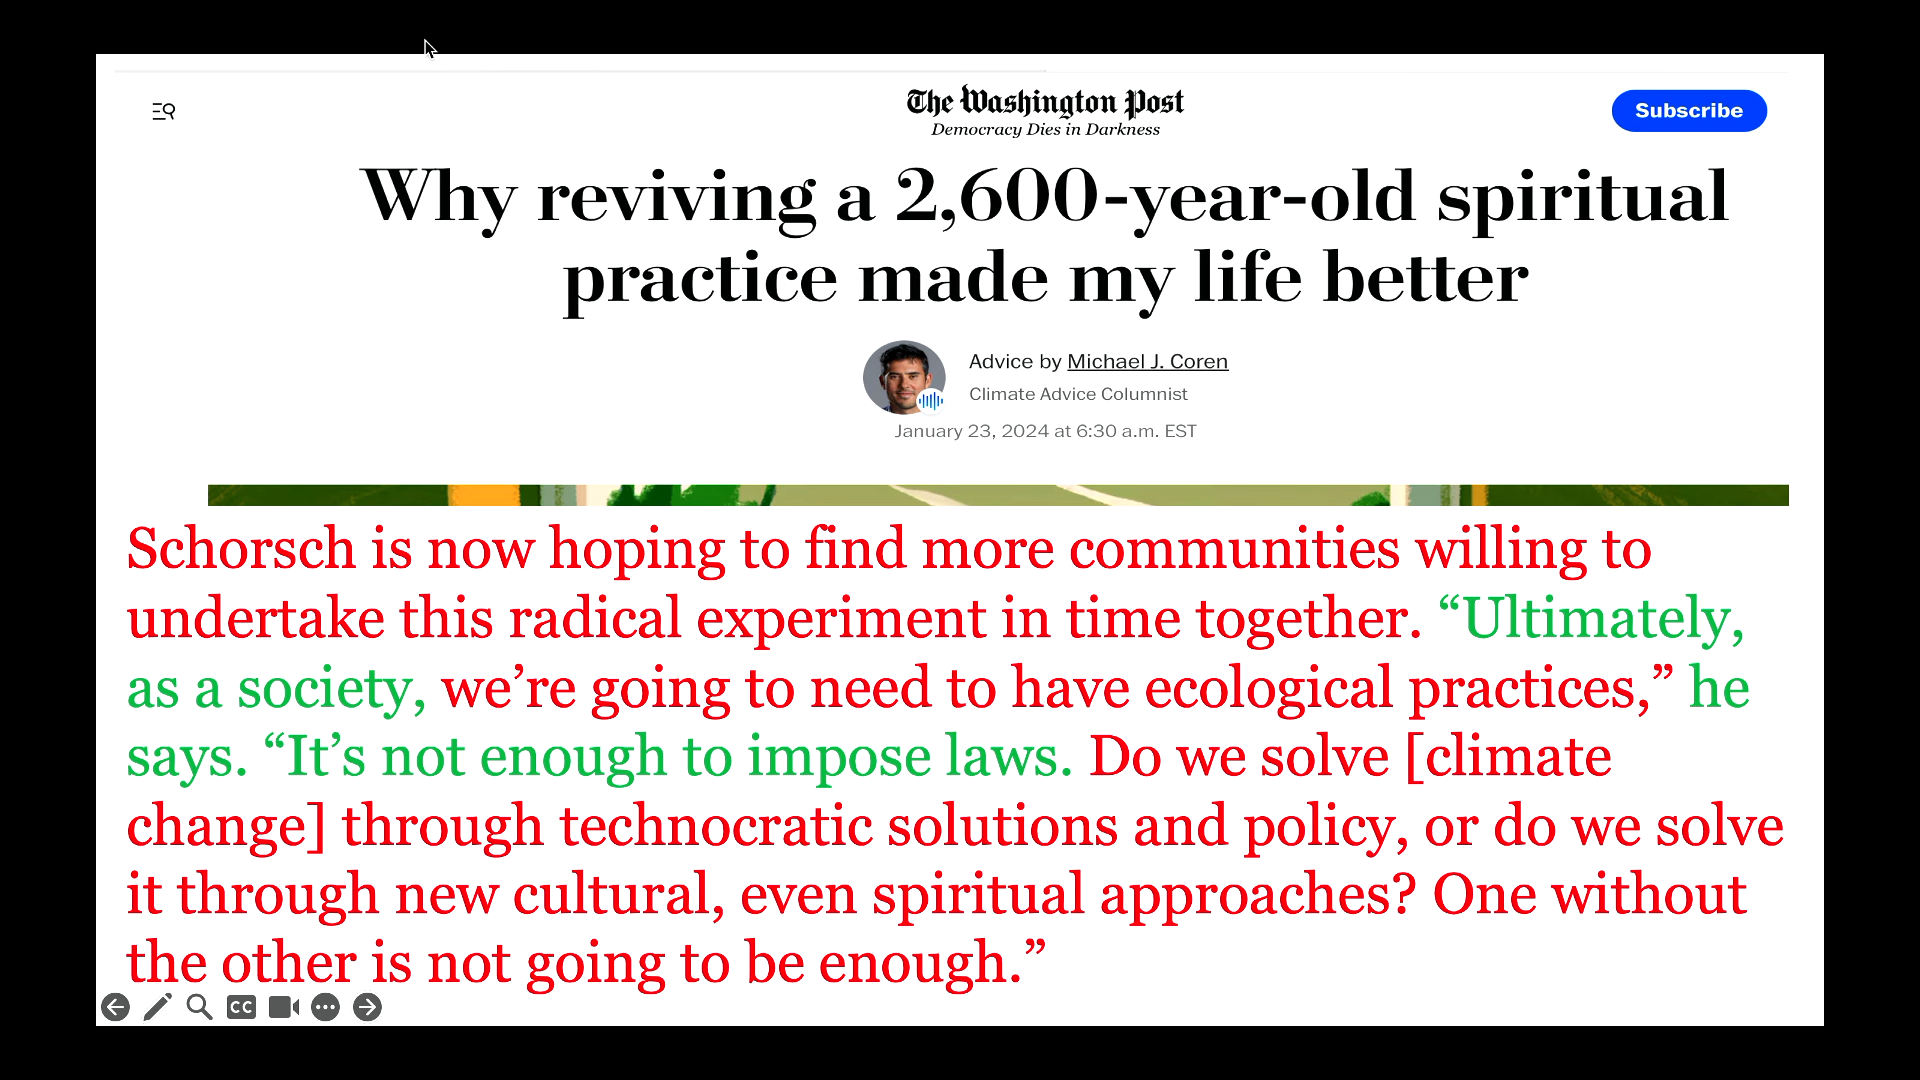 The Washington Post
Democracy Dies in Darkness
Subscribe
Why reviving a 2,600-year-old spiritual
practice made my life better
Advice by Michael J. Coren
Climate Advice Columnist
January 23, 2024 at 6:30 a.m. EST
Schorsch is now hoping to find more communities willing to
undertake this radical experiment in time together. “Ultimately,
as a society, we’re going to need to have ecological practices,” he
says. “It’s not enough to impose laws. Do we solve [climate
change] through technocratic solutions and policy, or do we solve
it through new cultural, even spiritual approaches? One without
the other is not going to be enough.”
CC